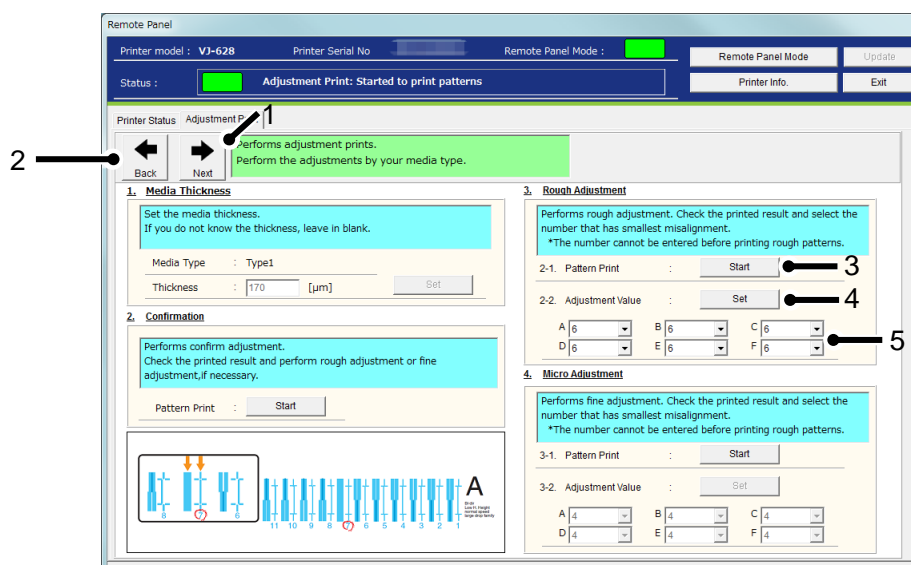 Remote Panel
Printer model : VJ-628 Printer Serial No Remote Panel Mode :
Remote Panel Mode Update
Status : Adjustment Print: Started to print patterns
Printer Info. Exit
1
Printer Status Adjustment
2
Back Next
Performs adjustment prints.
Perform the adjustments by your media type.
1. Media Thickness
Set the media thickness.
If you do not know the thickness, leave in blank.
Media Type : Type1
Thickness : 170 [µm] Set
2. Confirmation
Performs confirm adjustment.
Check the printed result and perform rough adjustment or fine
adjustment,if necessary.
Pattern Print : Start
8 7 6
11 10 9 8 7 6 5 4 3 2 1
A
Bi-dir
Low H. Height
normal speed
large drop family
3. Rough Adjustment
Performs rough adjustment. Check the printed result and select the
number that has smallest misalignment.
*The number cannot be entered before printing rough patterns.
2-1. Pattern Print : Start 3
2-2. Adjustment Value : Set 4
A 6 B 6 C 6
D 6 E 6 F 6
5
4. Micro Adjustment
Performs fine adjustment. Check the printed result and select the
number that has smallest misalignment.
*The number cannot be entered before printing rough patterns.
3-1. Pattern Print : Start
3-2. Adjustment Value : Set
A 4 B 4 C 4
D 4 E 4 F 4